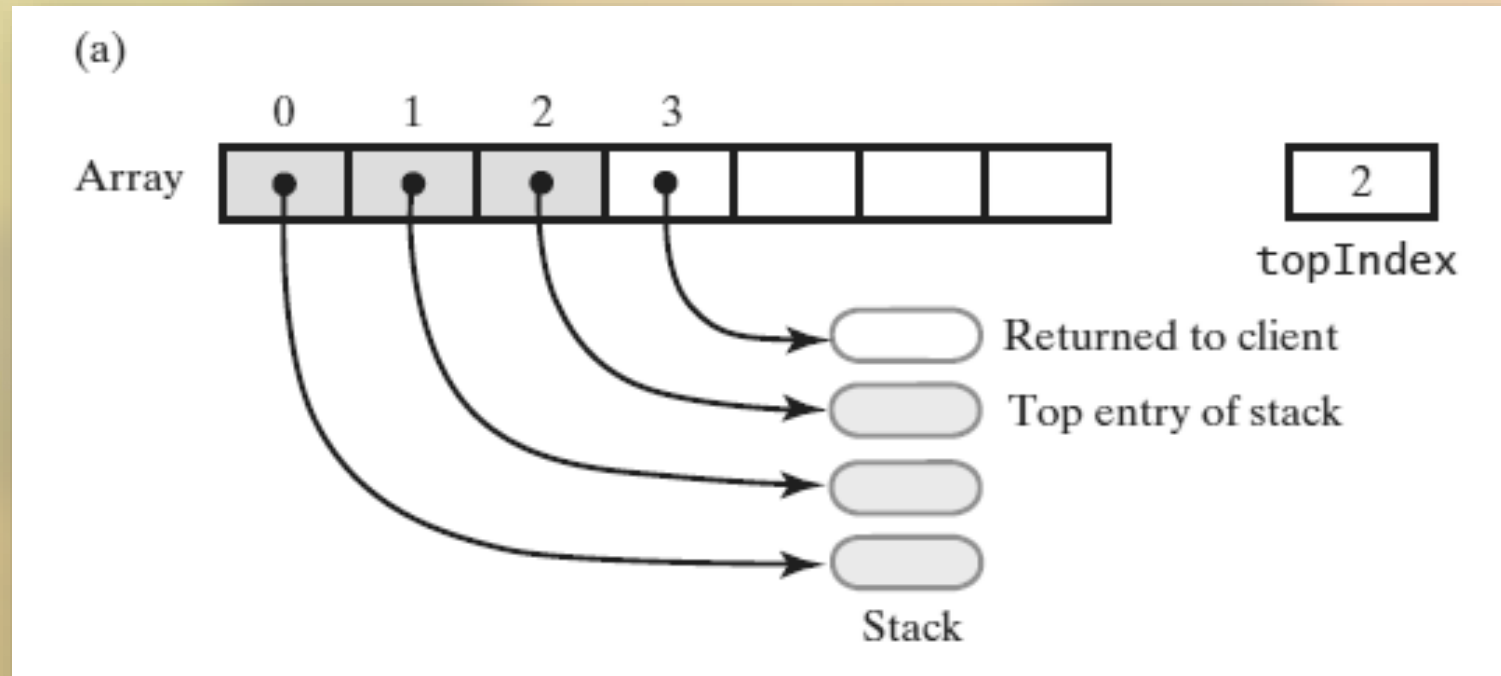 (a)
0 1 2 3
Array
2
topIndex
Returned to client
Top entry of stack
Stack